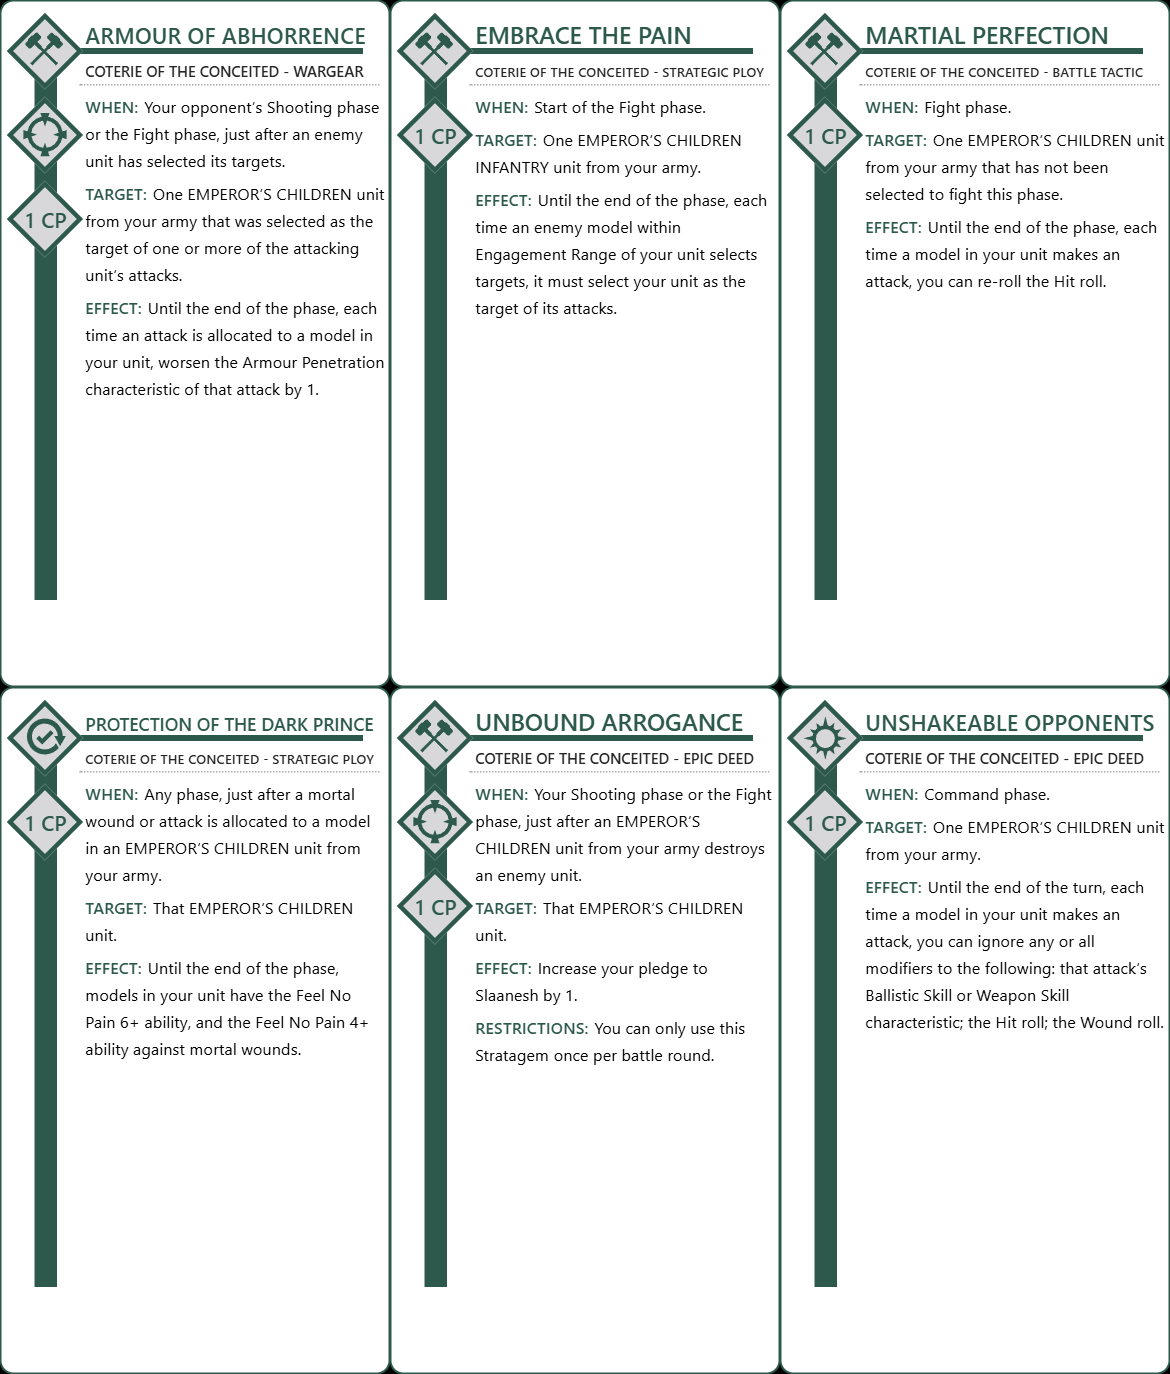 ARMOUR OF ABHORRENCE
COTERIE OF THE CONCEITED - WARGEAR
WHEN: Your opponent’s Shooting phase
or the Fight phase, just after an enemy
unit has selected its targets.
1 CP
TARGET: One EMPEROR’S CHILDREN unit
from your army that was selected as the
target of one or more of the attacking
unit’s attacks.
EFFECT: Until the end of the phase, each
time an attack is allocated to a model in
your unit, worsen the Armour Penetration
characteristic of that attack by 1.
EMBRACE THE PAIN
COTERIE OF THE CONCEITED - STRATEGIC PLOY
1 CP
WHEN: Start of the Fight phase.
TARGET: One EMPEROR’S CHILDREN
INFANTRY unit from your army.
EFFECT: Until the end of the phase, each
time an enemy model within
Engagement Range of your unit selects
targets, it must select your unit as the
target of its attacks.
MARTIAL PERFECTION
COTERIE OF THE CONCEITED - BATTLE TACTIC
1 CP
WHEN: Fight phase.
TARGET: One EMPEROR’S CHILDREN unit
from your army that has not been
selected to fight this phase.
EFFECT: Until the end of the phase, each
time a model in your unit makes an
attack, you can re-roll the Hit roll.
PROTECTION OF THE DARK PRINCE
COTERIE OF THE CONCEITED - STRATEGIC PLOY
1 CP
WHEN: Any phase, just after a mortal
wound or attack is allocated to a model
in an EMPEROR’S CHILDREN unit from
your army.
TARGET: That EMPEROR’S CHILDREN
unit.
EFFECT: Until the end of the phase,
models in your unit have the Feel No
Pain 6+ ability, and the Feel No Pain 4+
ability against mortal wounds.
UNBOUND ARROGANCE
COTERIE OF THE CONCEITED - EPIC DEED
WHEN: Your Shooting phase or the Fight
phase, just after an EMPEROR’S
CHILDREN unit from your army destroys
an enemy unit.
1 CP
TARGET: That EMPEROR’S CHILDREN
unit.
EFFECT: Increase your pledge to
Slaanesh by 1.
RESTRICTIONS: You can only use this
Stratagem once per battle round.
UNSHAKEABLE OPPONENTS
COTERIE OF THE CONCEITED - EPIC DEED
1 CP
WHEN: Command phase.
TARGET: One EMPEROR’S CHILDREN unit
from your army.
EFFECT: Until the end of the turn, each
time a model in your unit makes an
attack, you can ignore any or all
modifiers to the following: that attack’s
Ballistic Skill or Weapon Skill
characteristic; the Hit roll; the Wound roll.